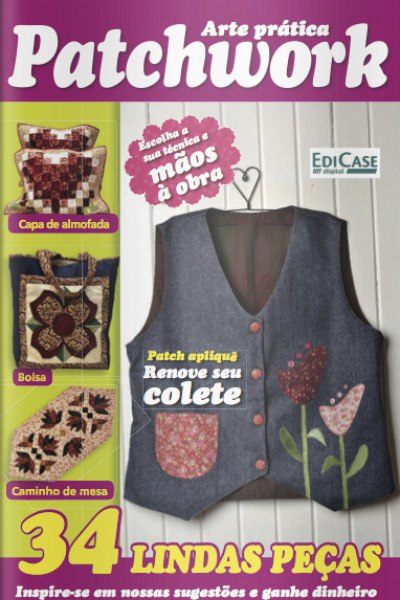 Arte prática
Patchwork
Escolha a
sua técnica e
mãos
à obra
EDICASE
digital
Capa de almofada
Bolsa
Caminho de mesa
Patch apliquê
Renove seu
colete
34 LINDAS PEÇAS
Inspire-se em nossas sugestões e ganhe dinheiro